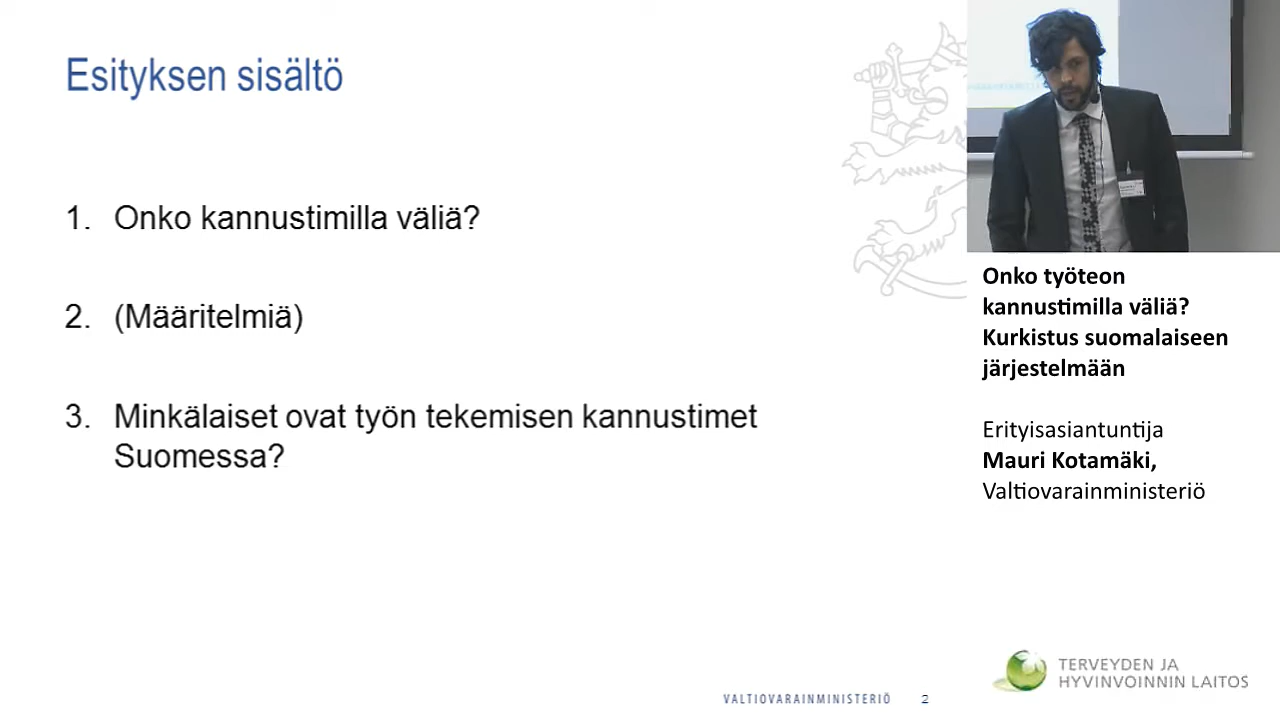 Esityksen sisältö
1. Onko kannustimilla väliä?
2. (Määritelmiä)
3. Minkälaiset ovat työn tekemisen kannustimet
Suomessa?
VALTIOVARAINMINISTERIÖ 2
Onko työteon
kannustimilla väliä?
Kurkistus suomalaiseen
järjestelmään
Erityisasiantuntija
Mauri Kotamäki,
Valtiovarainministeriö
TERVEYDEN JA
HYVINVOINNIN LAITOS